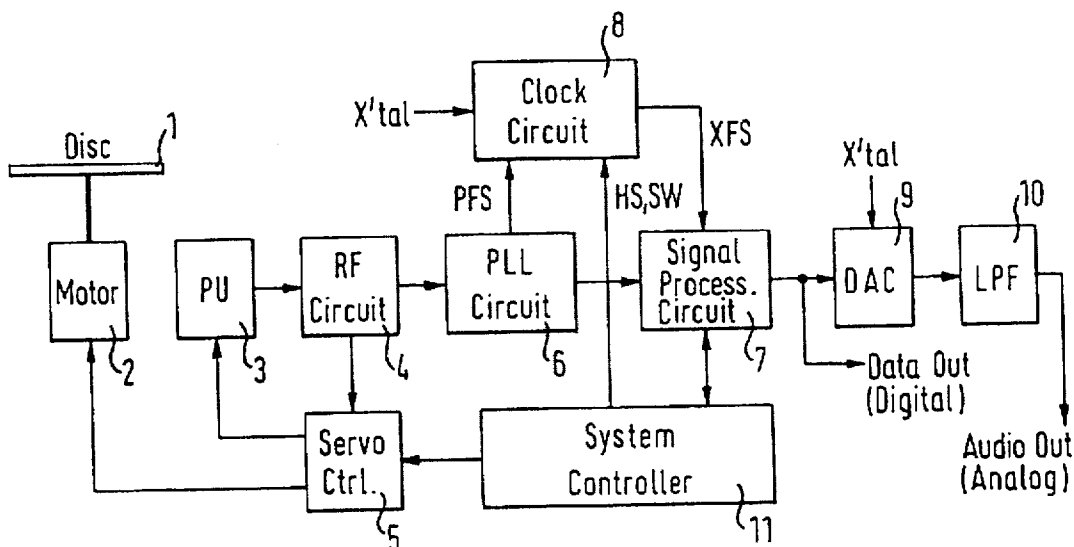 8
Clock
Circuit
X'tal
XFS
1
Disc
X'tal
PFS
HS,SW
9
10
Motor
PU
RF
Circuit
PLL
Circuit
Signal
Process.
Circuit
DAC
LPF
2
3
4
6
7
Data Out
(Digital)
Servo
Ctrl.
System
Controller
Audio Out
(Analog)
5
11